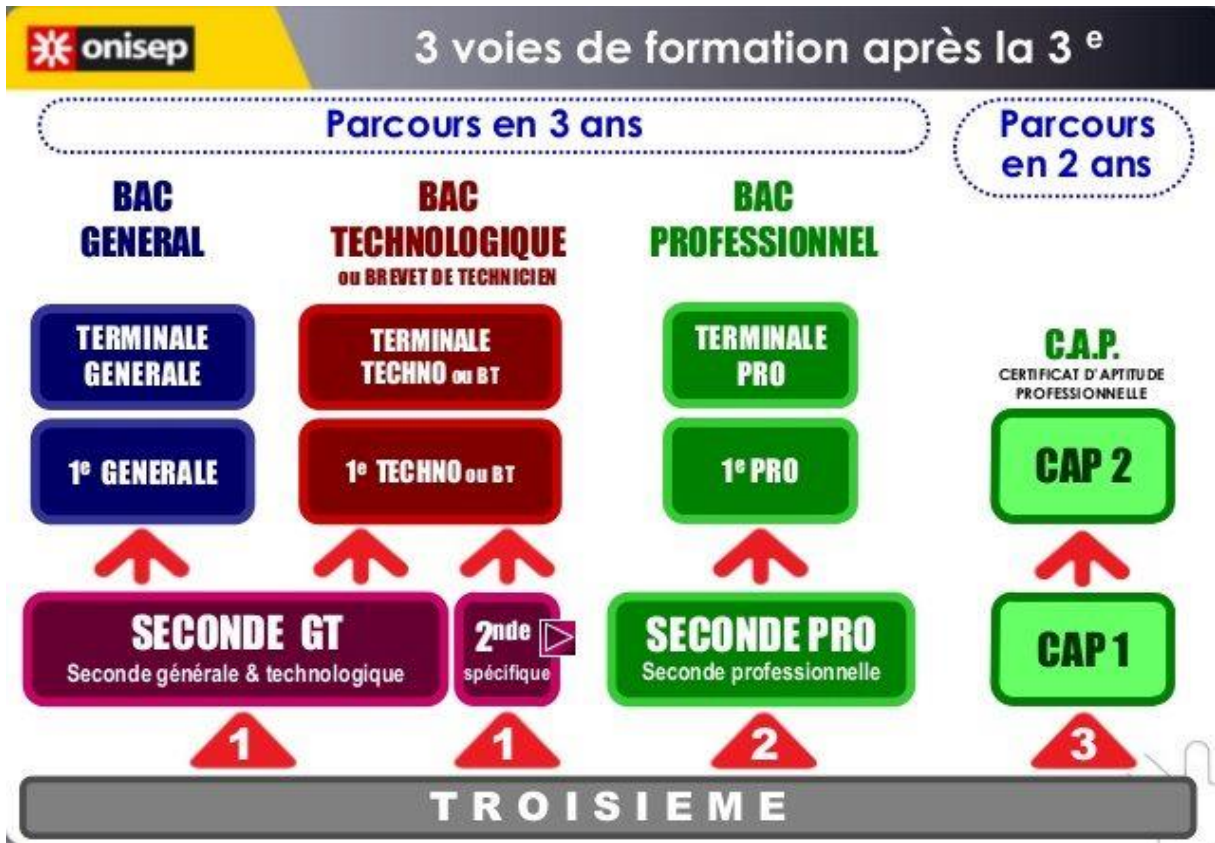 onisep
3 voies de formation après la 3 e
Parcours en 3 ans
Parcours
en 2 ans
BAC
GENERAL
BAC
TECHNOLOGIQUE
ou BREVET DE TECHNICIEN
BAC
PROFESSIONNEL
TERMINALE
GENERALE
TERMINALE
TECHNO ou BT
TERMINALE
PRO
C.A.P.
CERTIFICAT D'APTITUDE
PROFESSIONNELLE
1e GENERALE
1e TECHNO ou BT
1e PRO
CAP 2
SECONDE GT
Seconde générale & technologique
2nde
spécifique
SECONDE PRO
Seconde professionnelle
CAP 1
1
1
2
3
TROISIEME